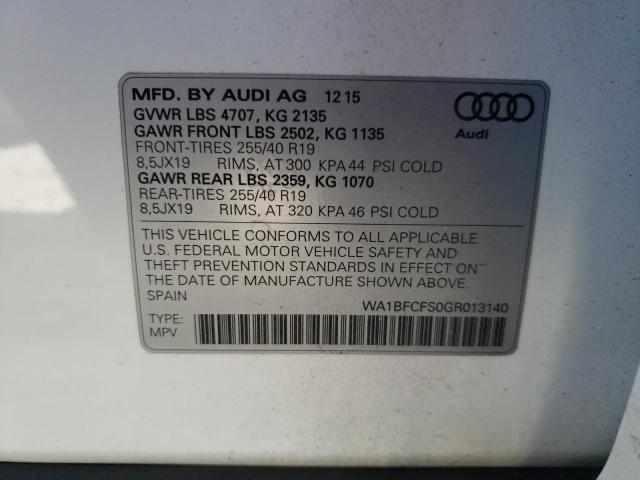 MFD. BY AUDI AG 12 15
GVWR LBS 4707, KG 2135
GAWR FRONT LBS 2502, KG 1135
FRONT-TIRES 255/40 R19
8,5JX19 RIMS, AT 300 KPA 44 PSI COLD
GAWR REAR LBS 2359, KG 1070
REAR-TIRES 255/40 R19
8,5JX19 RIMS, AT 320 KPA 46 PSI COLD
Audi
THIS VEHICLE CONFORMS TO ALL APPLICABLE
U.S. FEDERAL MOTOR VEHICLE SAFETY AND
THEFT PREVENTION STANDARDS IN EFFECT ON
THE DATE OF MANUFACTURE SHOWN ABOVE.
SPAIN
WA1BFCFS0GR013140
TYPE:
MPV